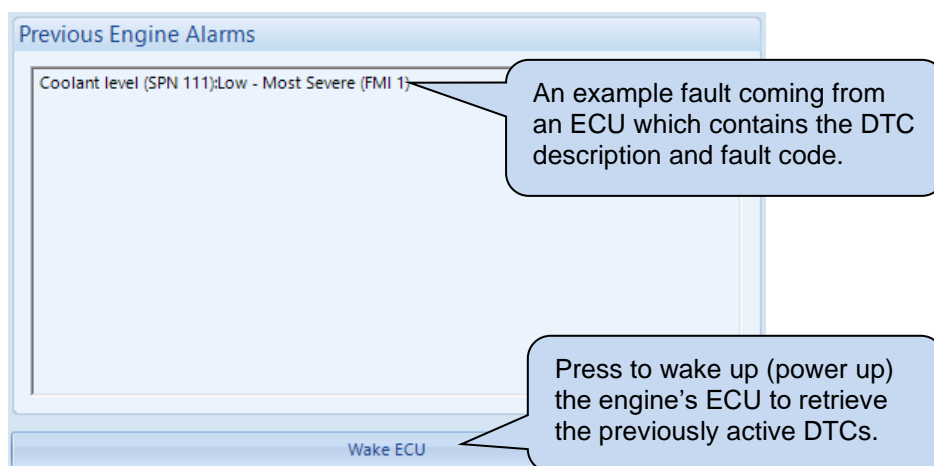 Previous Engine Alarms
Coolant level (SPN 111):Low - Most Severe (FMI 1)
An example fault coming from
an ECU which contains the DTC
description and fault code.
Press to wake up (power up)
the engine’s ECU to retrieve
the previously active DTCs.
Wake ECU